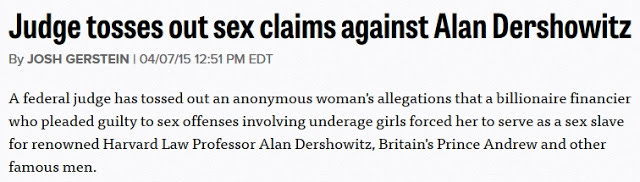 Judge tosses out sex claims against Alan Dershowitz
By JOSH GERSTEIN | 04/07/15 12:51 PM EDT
A federal judge has tossed out an anonymous woman's allegations that a billionaire financier
who pleaded guilty to sex offenses involving underage girls forced her to serve as a sex slave
for renowned Harvard Law Professor Alan Dershowitz, Britain's Prince Andrew and other
famous men.